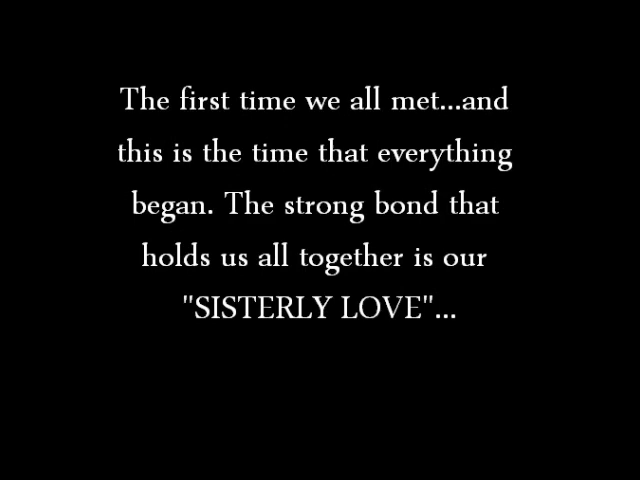 The first time we all met...and
this is the time that everything
began. The strong bond that
holds us all together is our
"SISTERLY LOVE"...